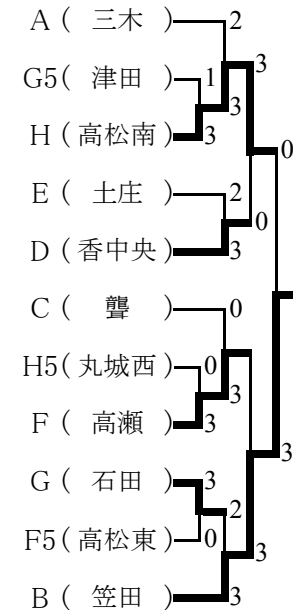 A ( 三木 ) 2
3
G5( 津田 ) 1
3
H (高松南) 3
0
E ( 土庄 ) 2
0
D (香中央) 3
C ( 聾 ) 0
H5(丸城西) 0
3
F ( 高瀬 ) 3
3
G ( 石田 ) 3
2
F5(高松東) 0
3
B ( 笠田 ) 3